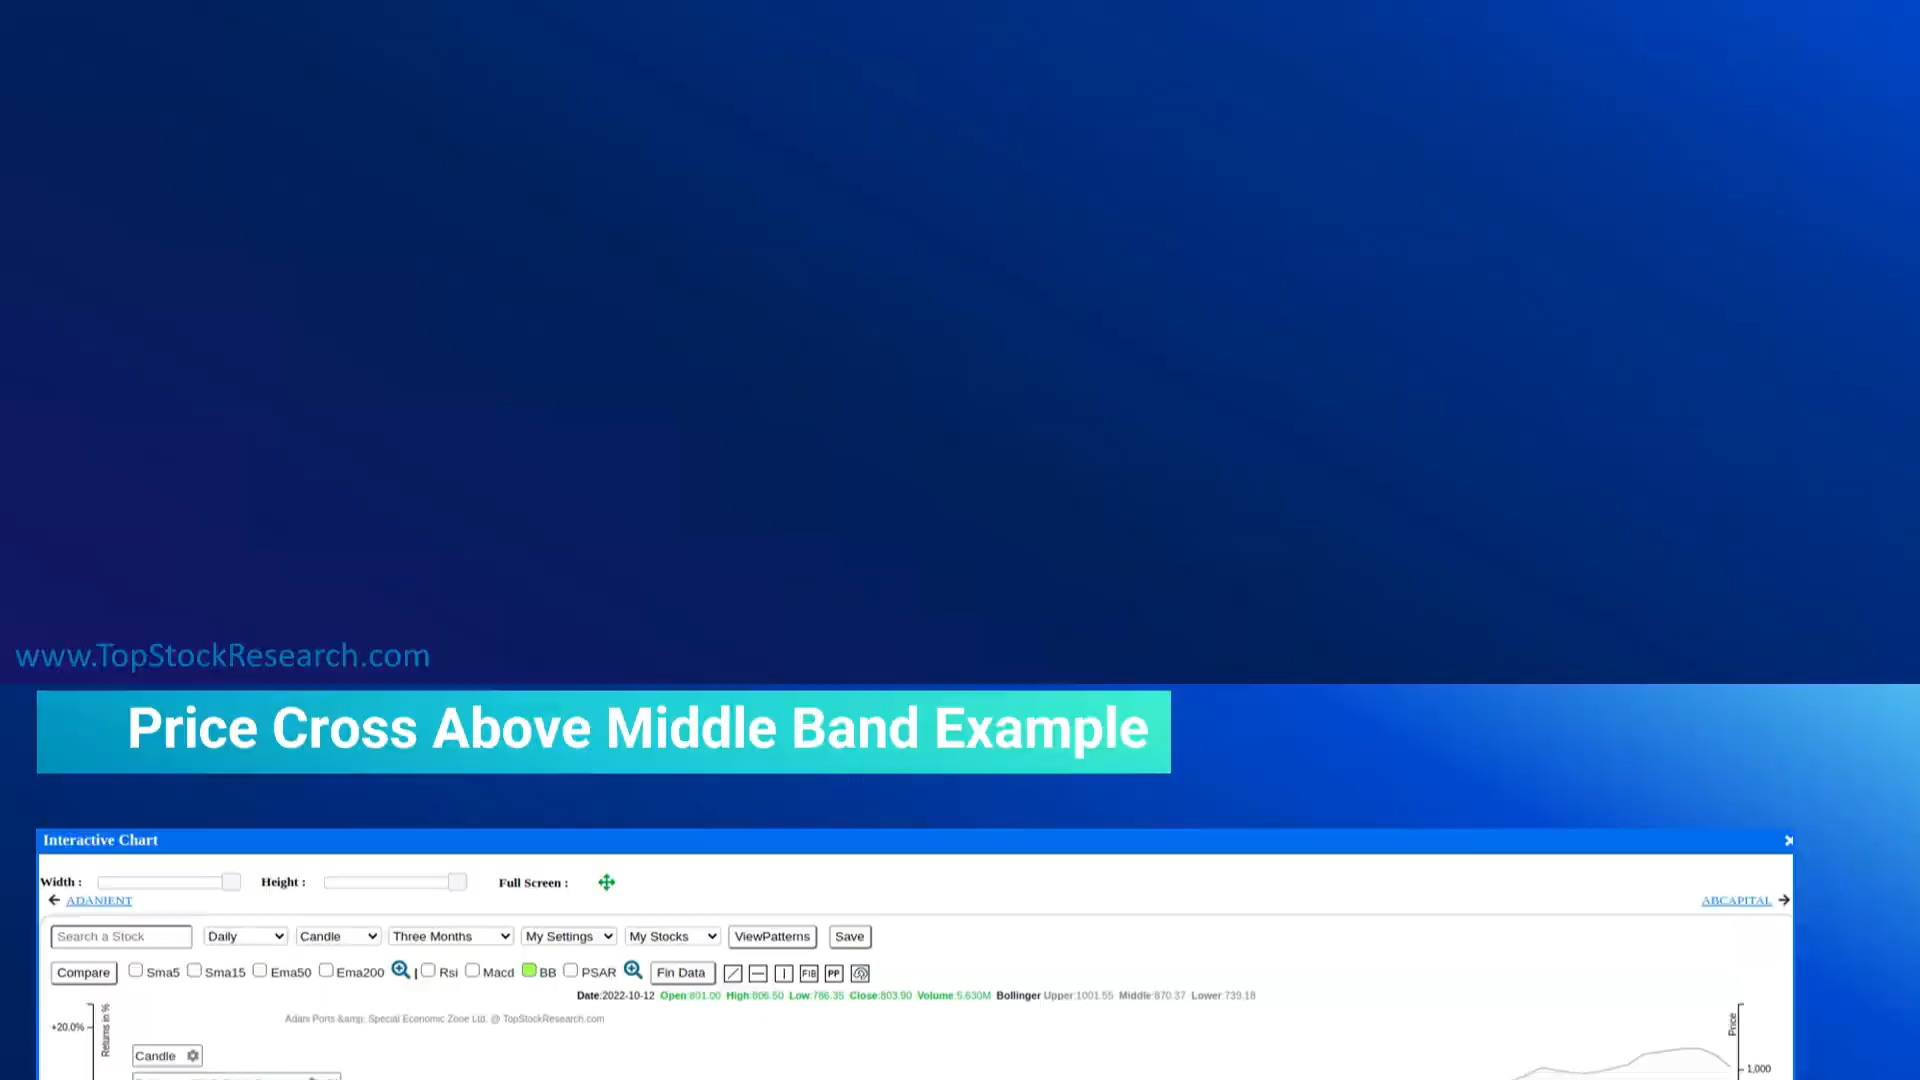 www.TopStockResearch.com
Price Cross Above Middle Band Example
Interactive Chart
Width : Height : Full Screen :
ADANIENT ABCAPITAL
Search a Stock Daily Candle Three Months My Settings My Stocks ViewPatterns Save
Compare Sma5 Sma15 Ema50 Ema200 | Rsi Macd BB PSAR Fin Data FIB PP
Date:2022-10-12 Open:801.00 High:806.50 Low:786.35 Close:803.90 Volume:5.630M Bollinger Upper:1001.55 Middle:870.37 Lower:739.18
Adani Ports &amp; Special Economic Zone Ltd. @ TopStockResearch.com
+20.0% Returns in % Price
Candle
1,000